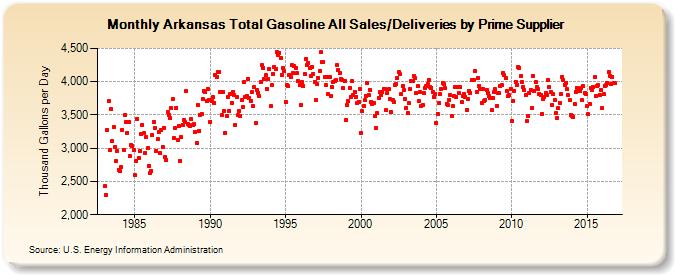 Monthly Arkansas Total Gasoline All Sales/Deliveries by Prime Supplier
Thousand Gallons per Day
4,500
4,000
3,500
3,000
2,500
2,000
1985 1990 1995 2000 2005 2010 2015
Source: U.S. Energy Information Administration